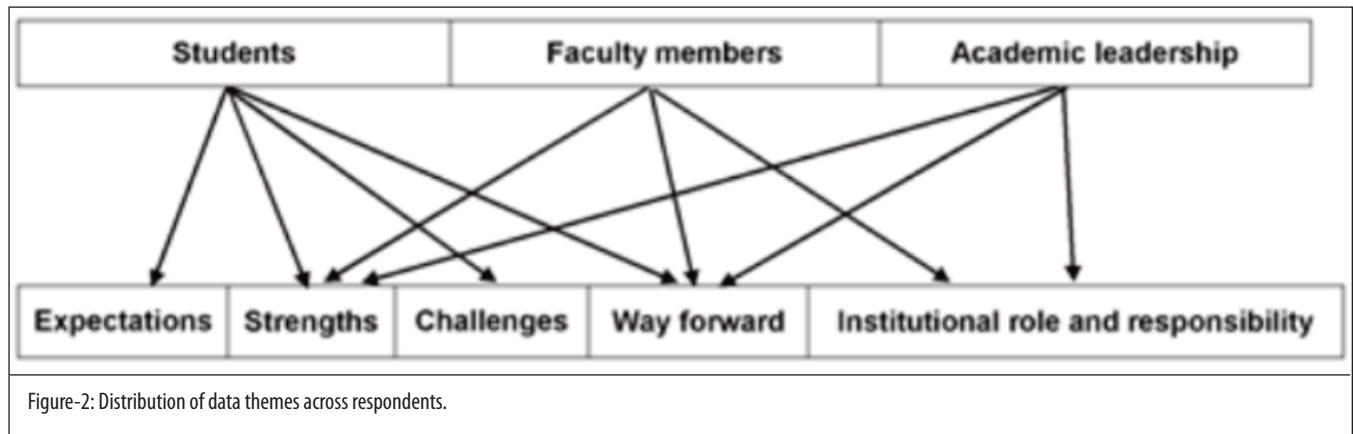 Students Faculty members Academic leadership
Expectations Strengths Challenges Way forward Institutional role and responsibility
Figure-2: Distribution of data themes across respondents.